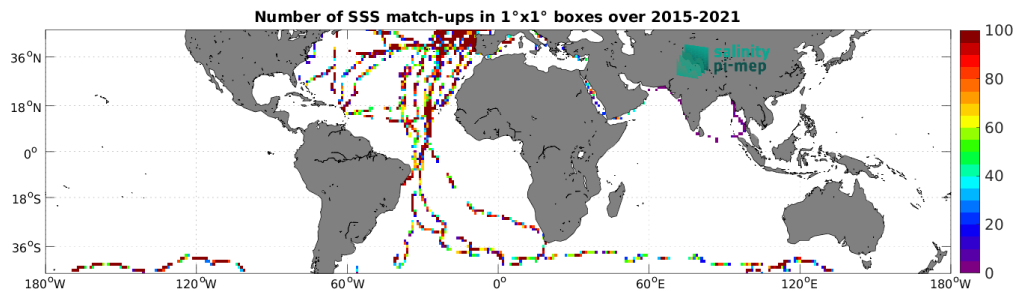 Number of SSS match-ups in 1°x1° boxes over 2015-2021
36°N
18°N
0°
18°S
36°S
180°W
120°W
60°W
0°
60°E
120°E
180°W
100
80
60
40
20
0
salinity
pi-mep